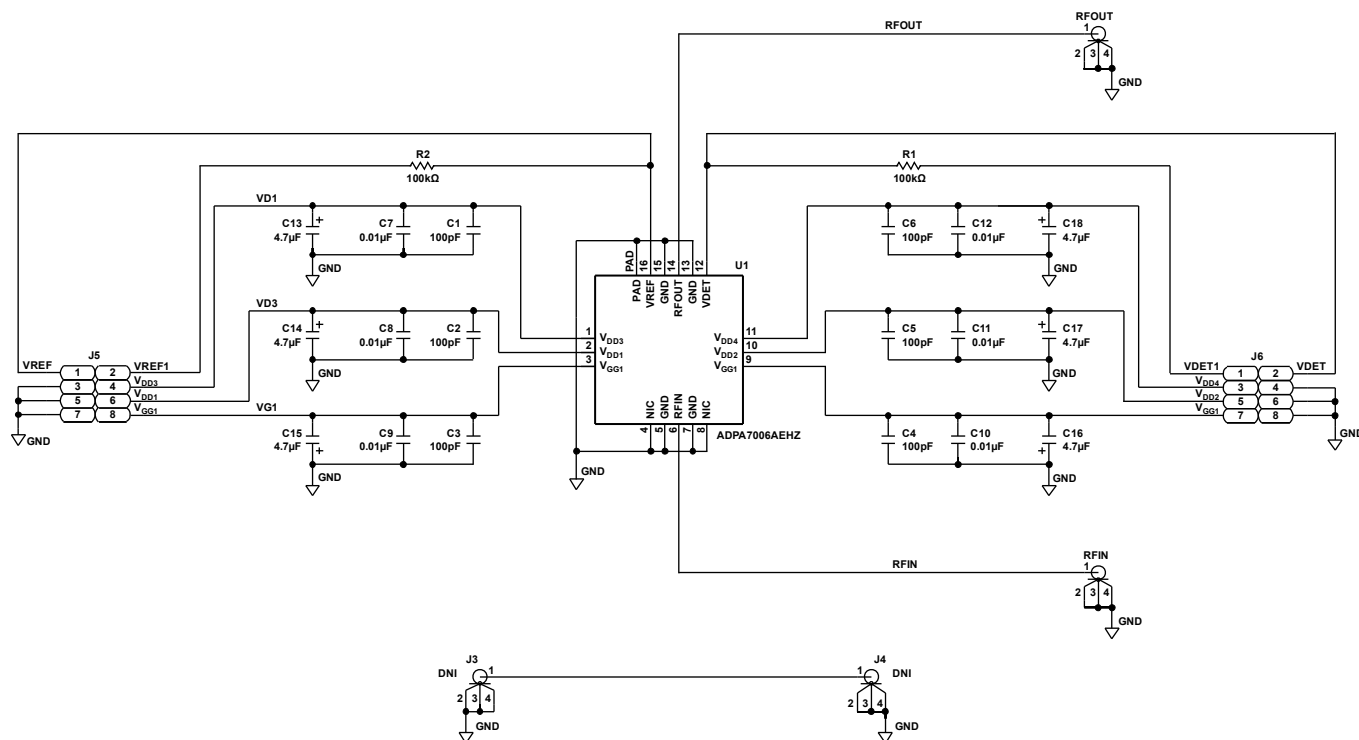 RFOUT
RFOUT
1
2 3 4
GND
R2
100kΩ
R1
100kΩ
VD1
C13 + C7 C1
4.7µF 0.01µF 100pF
GND
C6 C12 + C18
100pF 0.01µF 4.7µF
GND
PAD
PAD
16
VREF
15
GND
14
RFOUT
13
GND
12
VDET
U1
VD3
C14 + C8 C2
4.7µF 0.01µF 100pF
GND
1 VDD3
2 VDD1
3 VGG1
11 VDD4
10 VDD2
9 VGG1
C5 C11 + C17
100pF 0.01µF 4.7µF
GND
J5
VREF 1 2 VREF1
3 4 VDD3
5 6 VDD1
7 8 VGG1
GND
J6
VDET1 1 2 VDET
VDD4 3 4
VDD2 5 6
VGG1 7 8
GND
VG1
C15 C9 C3
4.7µF + 0.01µF 100pF
GND
NIC
4
GND
5
RFIN
6
GND
7
NIC
8
ADPA7006AEHZ
GND
C4 C10 C16
100pF 0.01µF + 4.7µF
GND
RFIN
RFIN
1
2 3 4
GND
J3
DNI 1
2 3 4
GND
J4
1 DNI
2 3 4
GND